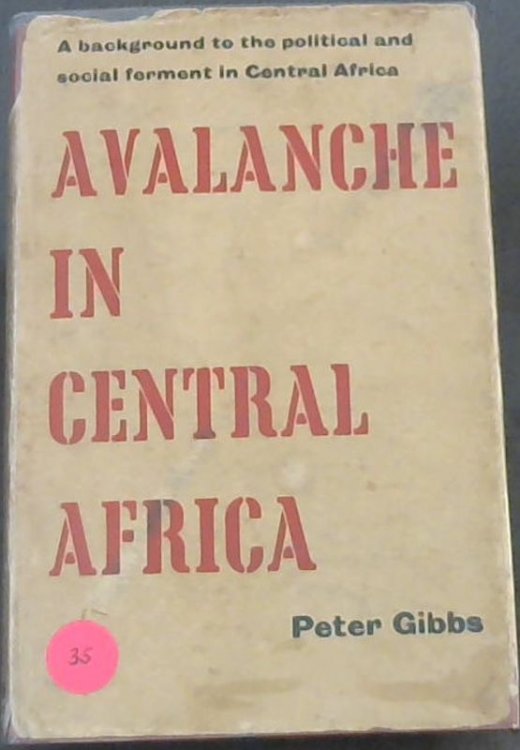 A background to the political and
social ferment in Central Africa
AVALANCHE
IN
CENTRAL
AFRICA
Peter Gibbs
35